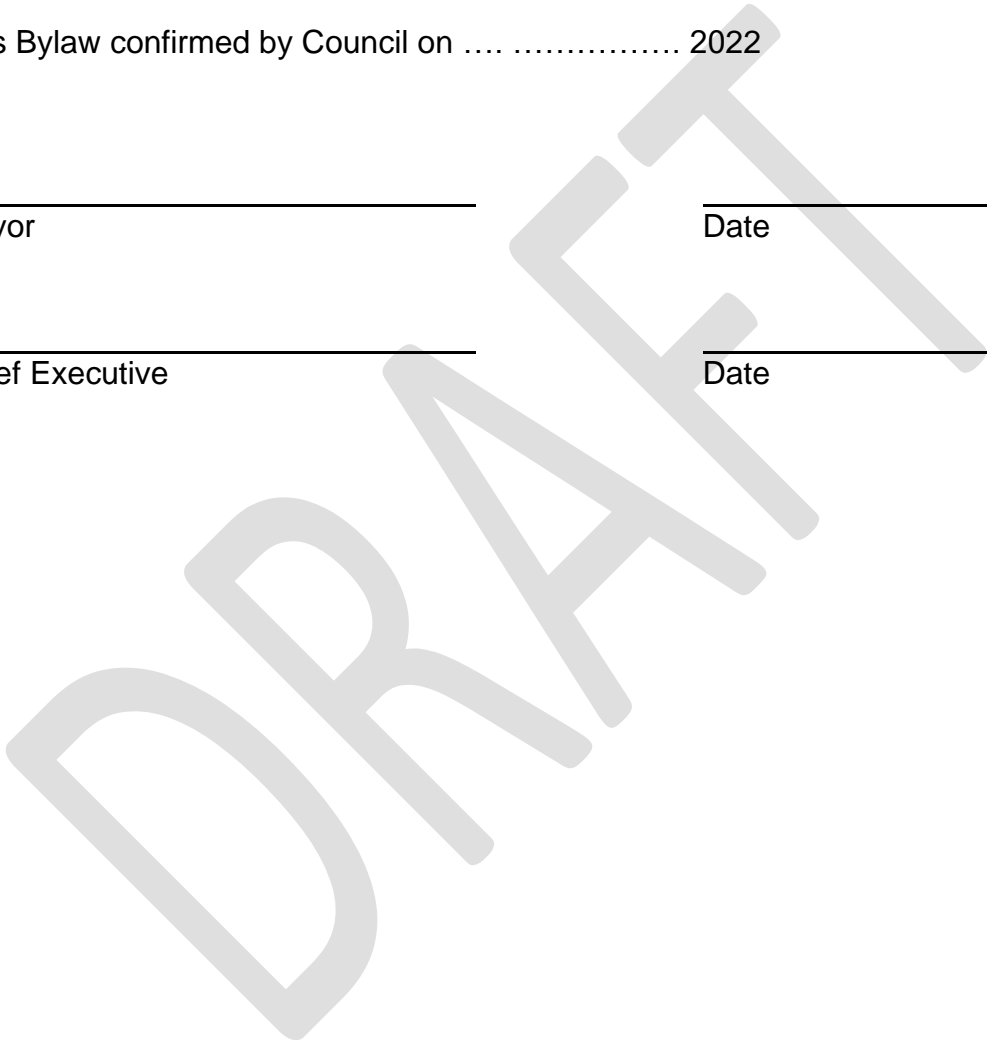 s Bylaw confirmed by Council on …. ……………. 2022
yor Date
ef Executive Date
DRAFT